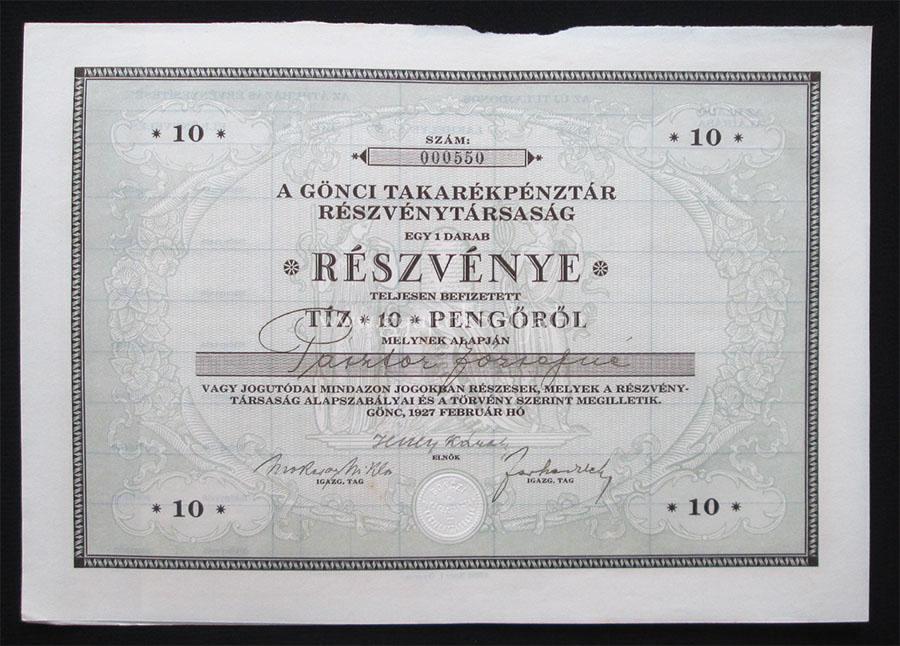 * 10 *
* 10 *
SZÁM:
000550
A GÖNCI TAKARÉKPÉNZTÁR
RÉSZVÉNYTÁRSASÁG
EGY 1 DARAB
RÉSZVÉNYE
TELJESEN BEFIZETETT
TÍZ * 10 * PENGŐRŐL
MELYNEK ALAPJÁN
Pásztor Józsefné
VAGY JOGUTÓDAI MINDAZON JOGOKBAN RÉSZESEK, MELYEK A RÉSZVÉNY-
TÁRSASÁG ALAPSZABÁLYAI ÉS A TÖRVÉNY SZERINT MEGILLETIK.
GÖNC, 1927 FEBRUÁR HÓ
ELNÖK
IGAZG. TAG
IGAZG. TAG
* 10 *
* 10 *